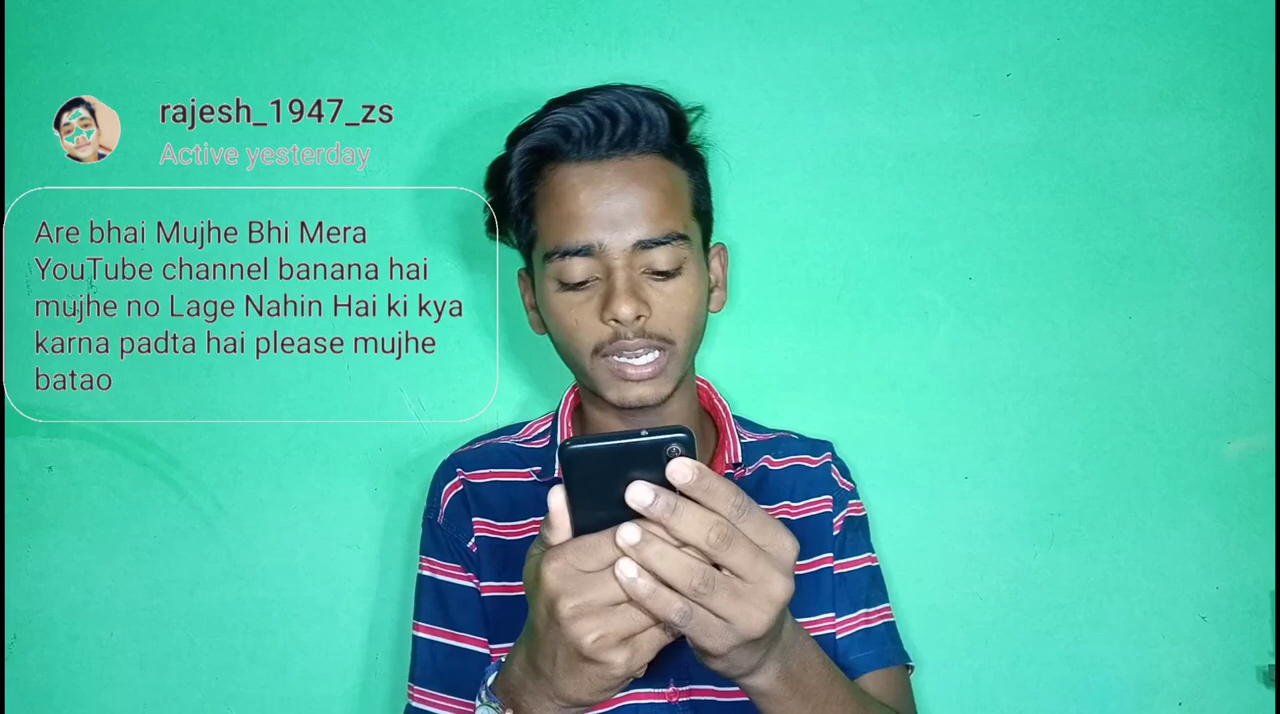 rajesh_1947_zs
Active yesterday
Are bhai Mujhe Bhi Mera
YouTube channel banana hai
mujhe no Lage Nahin Hai ki kya
karna padta hai please mujhe
batao